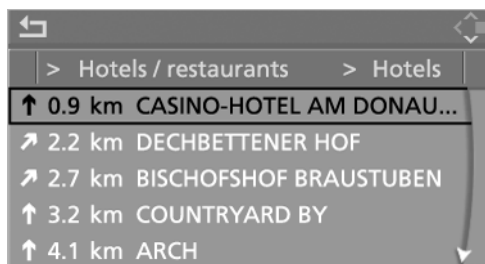 > Hotels / restaurants > Hotels
0.9 km CASINO-HOTEL AM DONAU...
2.2 km DECHBETTENER HOF
2.7 km BISCHOFSHOF BRAUSTUBEN
3.2 km COUNTRYARD BY
4.1 km ARCH